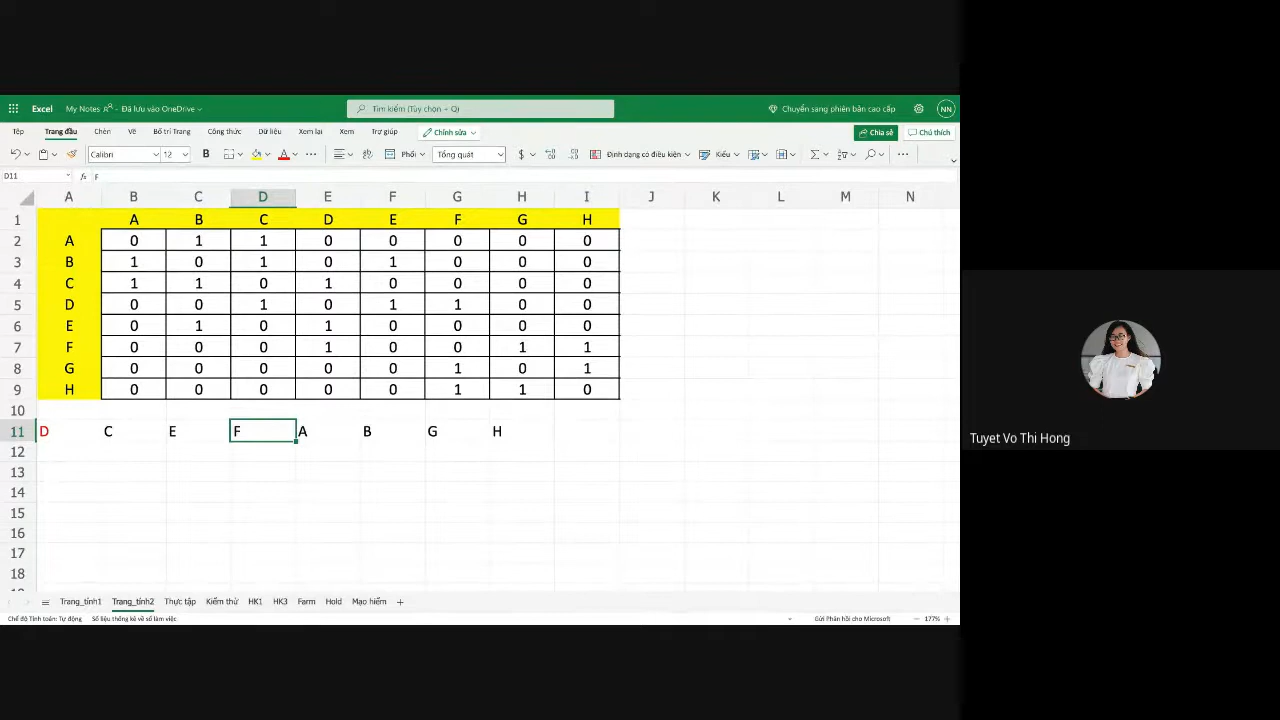 Excel My Notes - Đã lưu vào OneDrive Tìm kiếm (Tùy chọn + Q) Chuyển sang phiên bản cao cấp NN
Tệp Trang đầu Chèn Vẽ Bố trí Trang Công thức Dữ liệu Xem lại Xem Trợ giúp Chỉnh sửa Chia sẻ Chú thích
Calibri 12 B A Phối Tổng quát $ Định dạng có điều kiện Kiểu
D11 fx F
A B C D E F G H I J K L M N
1 A B C D E F G H
2 A 0 1 1 0 0 0 0 0
3 B 1 0 1 0 1 0 0 0
4 C 1 1 0 1 0 0 0 0
5 D 0 0 1 0 1 1 0 0
6 E 0 1 0 1 0 0 0 0
7 F 0 0 0 1 0 0 1 1
8 G 0 0 0 0 0 1 0 1
9 H 0 0 0 0 0 1 1 0
10
11 D C E F A B G H
12
13
14
15
16
17
18
Trang_tính1 Trang_tính2 Thực tập Kiểm thử HK1 HK3 Farm Hold Mạo hiểm
Chế độ Tính toán: Tự động Số liệu thống kê về sổ làm việc Gửi Phản hồi cho Microsoft 177%
Tuyet Vo Thi Hong